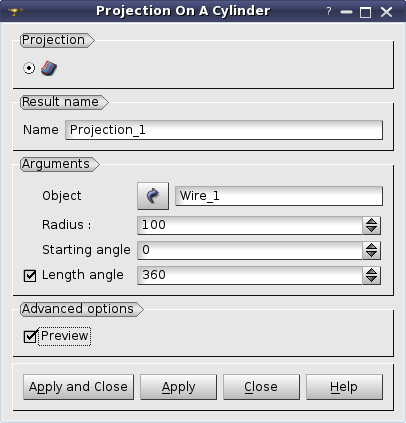 Projection On A Cylinder
Projection
Result name
Name Projection_1
Arguments
Object Wire_1
Radius : 100
Starting angle 0
Length angle 360
Advanced options
Preview
Apply and Close Apply Close Help